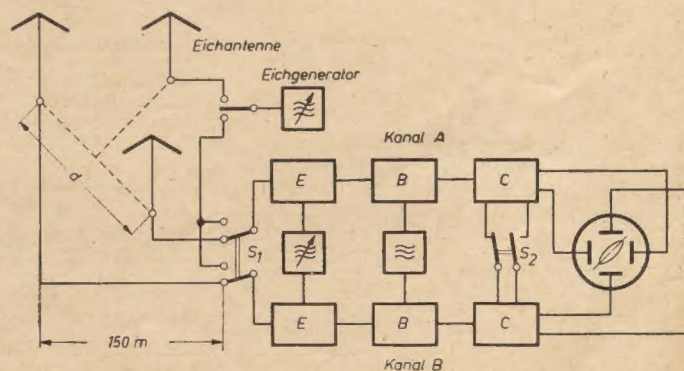 Eichantenne
Eichgenerator
Kanal A
E
B
C
d
S1
S2
E
B
C
150 m
Kanal B